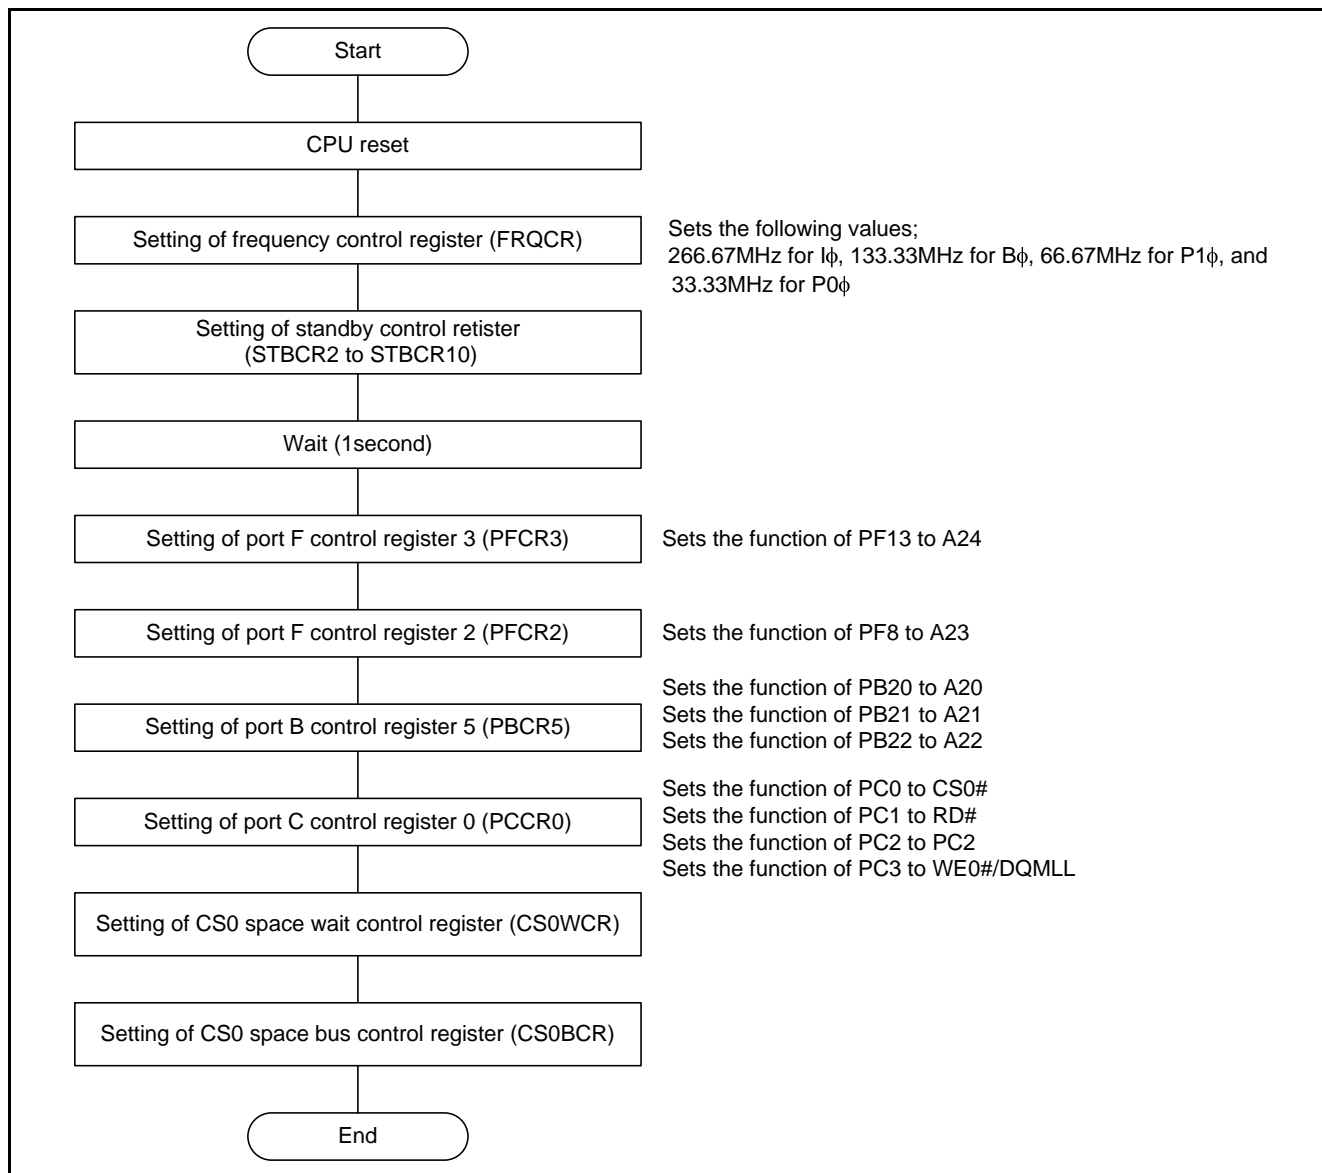 Start
CPU reset
Setting of frequency control register (FRQCR)
Sets the following values;
266.67MHz for Iϕ, 133.33MHz for Bϕ, 66.67MHz for P1ϕ, and
33.33MHz for P0ϕ
Setting of standby control retister
(STBCR2 to STBCR10)
Wait (1second)
Setting of port F control register 3 (PFCR3)
Sets the function of PF13 to A24
Setting of port F control register 2 (PFCR2)
Sets the function of PF8 to A23
Setting of port B control register 5 (PBCR5)
Sets the function of PB20 to A20
Sets the function of PB21 to A21
Sets the function of PB22 to A22
Setting of port C control register 0 (PCCR0)
Sets the function of PC0 to CS0#
Sets the function of PC1 to RD#
Sets the function of PC2 to PC2
Sets the function of PC3 to WE0#/DQMLL
Setting of CS0 space wait control register (CS0WCR)
Setting of CS0 space bus control register (CS0BCR)
End